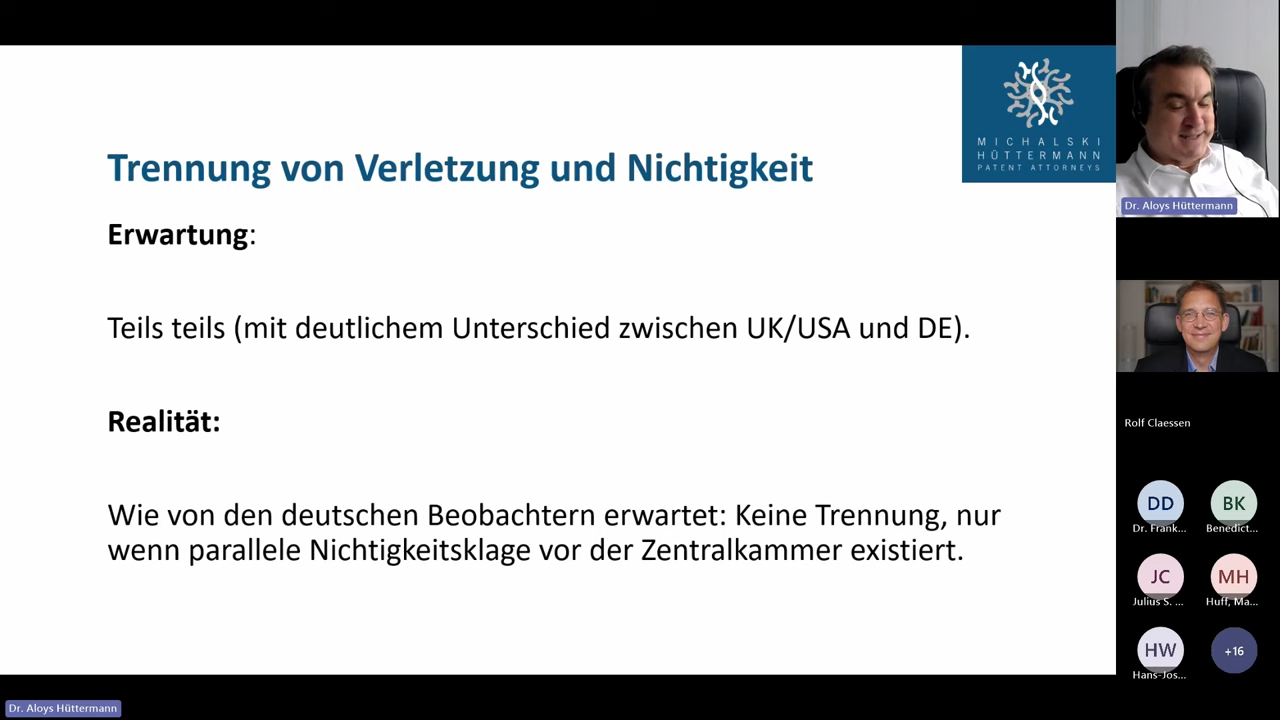 Trennung von Verletzung und Nichtigkeit
Erwartung:
Teils teils (mit deutlichem Unterschied zwischen UK/USA und DE).
Realität:
Wie von den deutschen Beobachtern erwartet: Keine Trennung, nur
wenn parallele Nichtigkeitsklage vor der Zentralkammer existiert.
MICHALSKI
HÜTTERMANN
PATENT ATTORNEYS
Dr. Aloys Hüttermann
Rolf Claessen
DD
Dr. Frank...
BK
Benedict...
JC
Julius S. ...
MH
Huff, Ma...
HW
Hans-Jos...
+16
Dr. Aloys Hüttermann